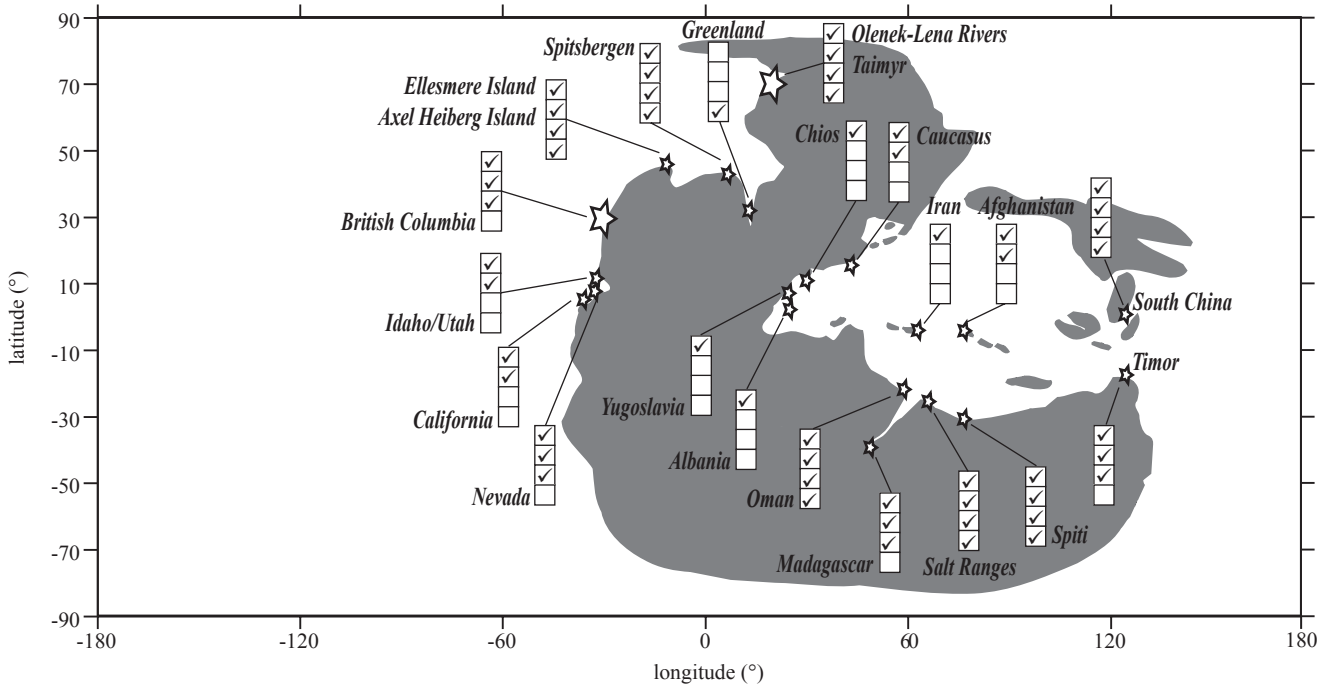 90
70
50
30
10
-10
-30
-50
-70
-90
latitude (°)
-180
-120
-60
0
60
120
180
longitude (°)
Greenland
Olenek-Lena Rivers
Taimyr
Spitsbergen
Ellesmere Island
Axel Heiberg Island
Chios
Caucasus
British Columbia
Iran
Afghanistan
South China
Idaho/Utah
Timor
California
Yugoslavia
Albania
Nevada
Oman
Madagascar
Salt Ranges
Spiti